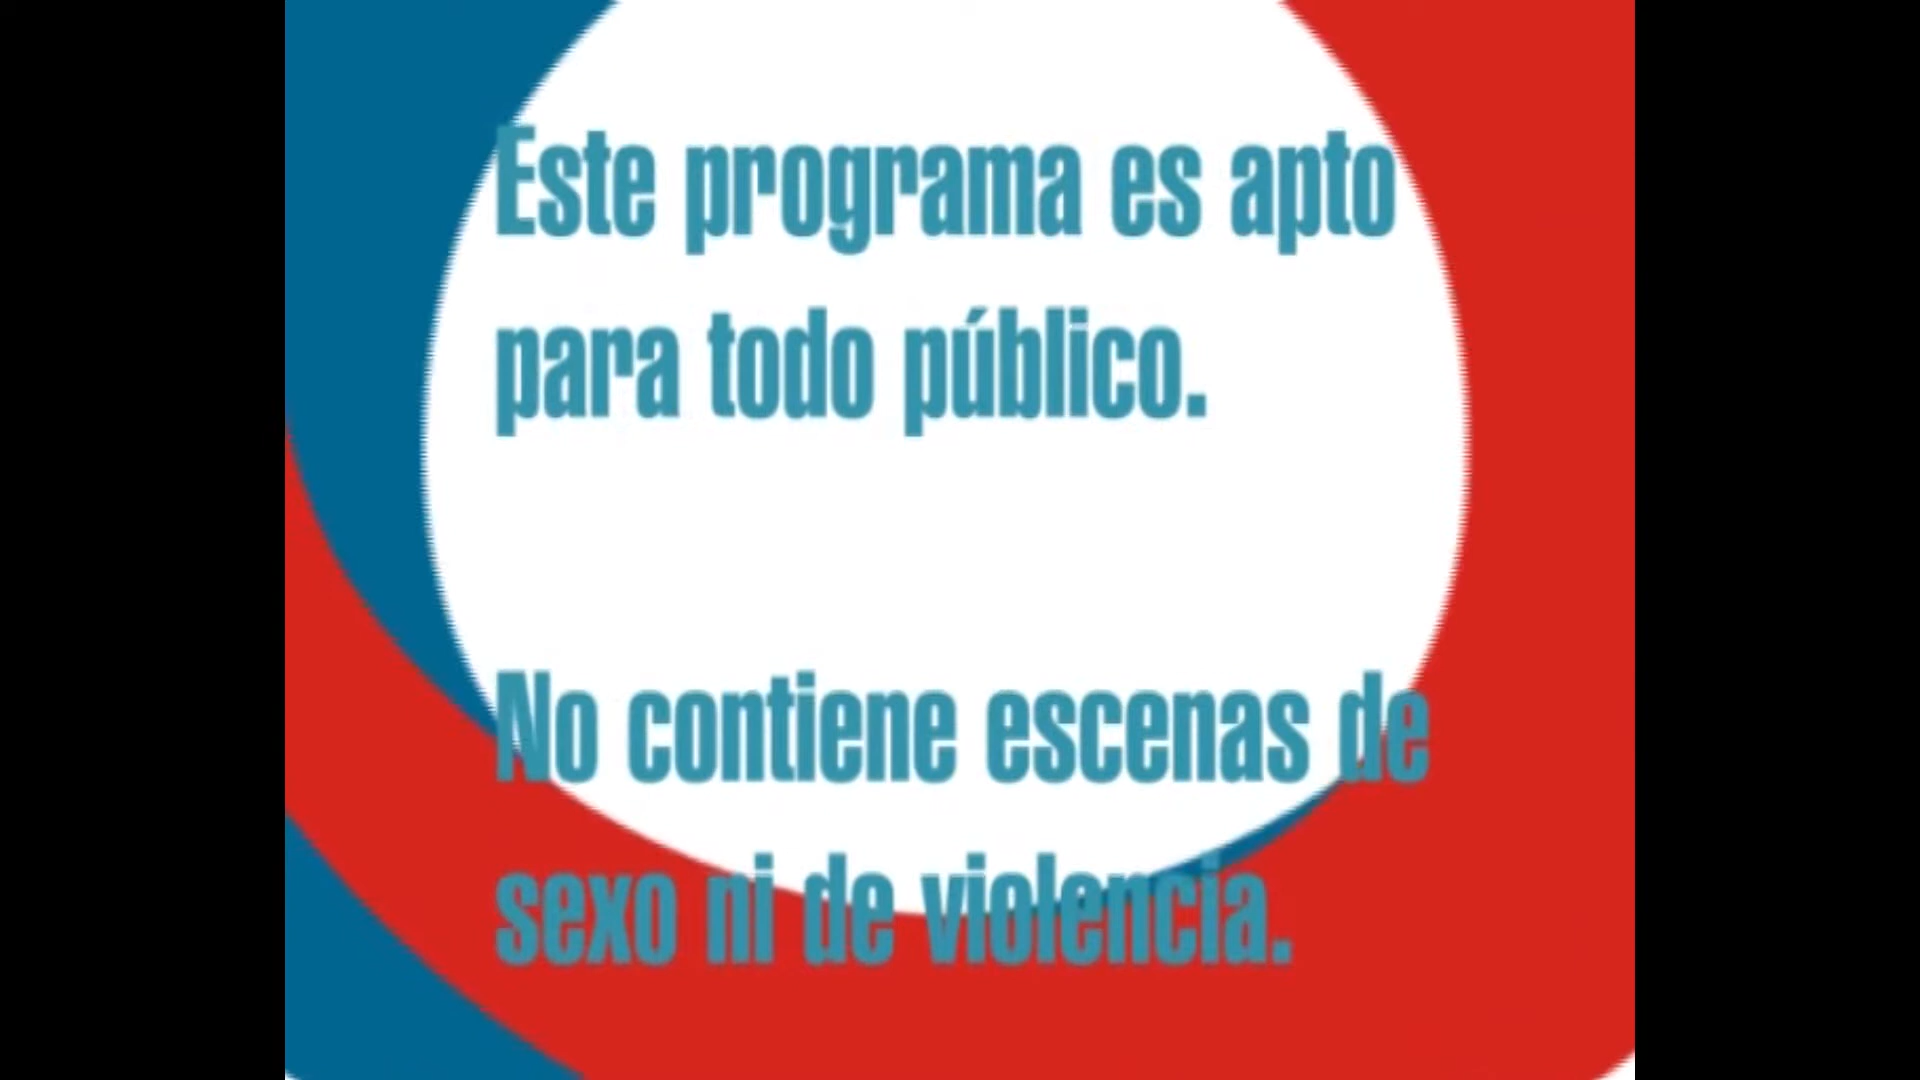 Este programa es apto
para todo público.
No contiene escenas de
sexo ni de violencia.